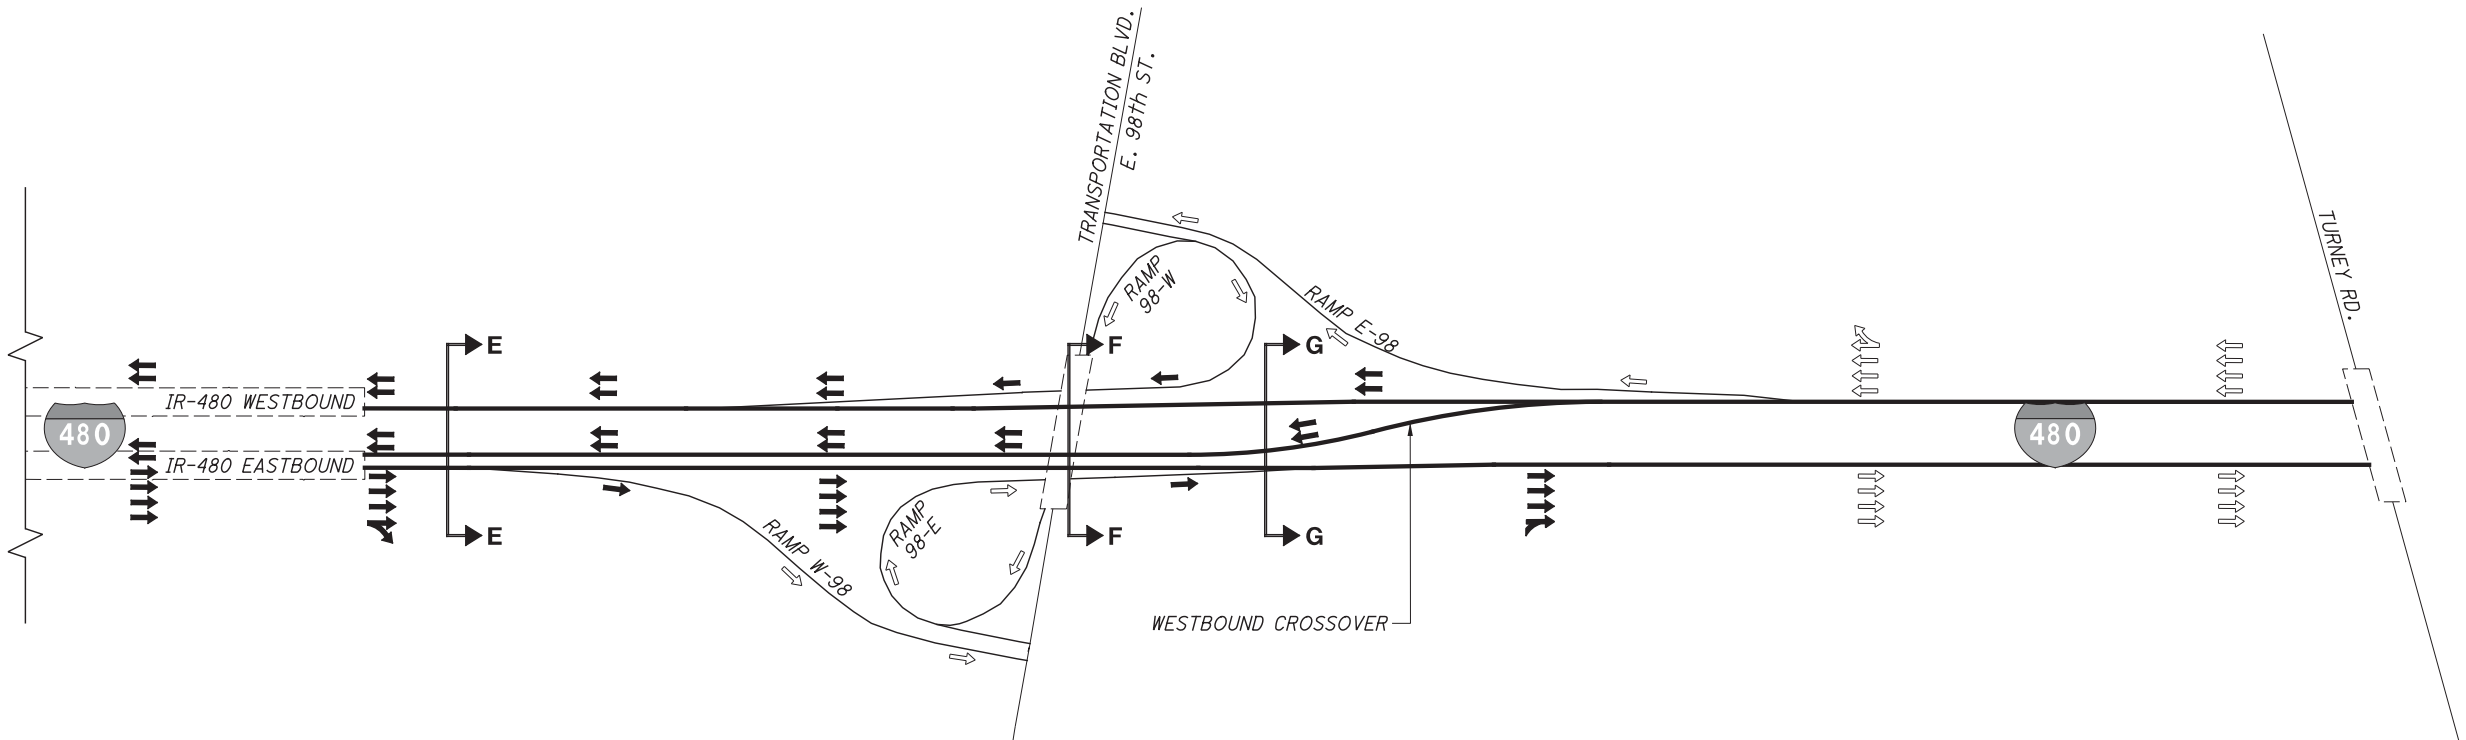 TRANSPORTATION BLVD.
E. 98th ST.
TURNEY RD.
RAMP
98-W
RAMP E-98
E
F
G
IR-480 WESTBOUND
480
480
IR-480 EASTBOUND
RAMP
98-E
RAMP W-98
E
F
G
WESTBOUND CROSSOVER